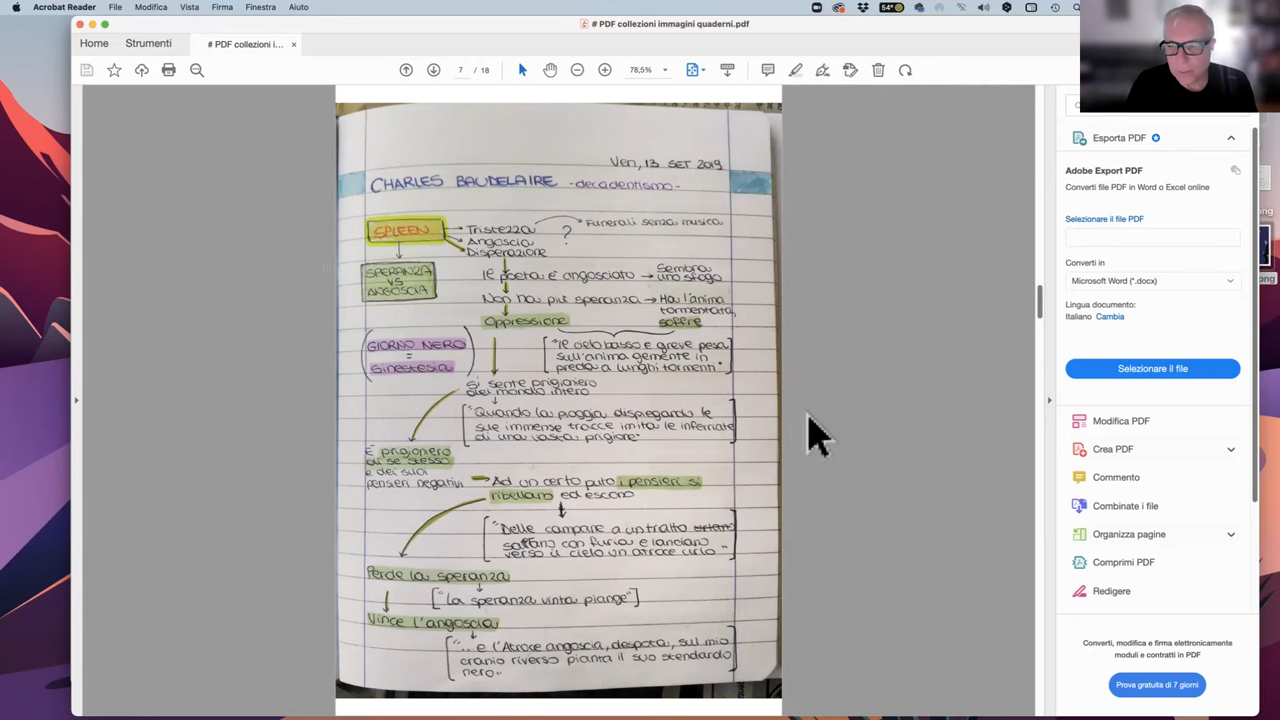 Acrobat Reader File Modifica Vista Firma Finestra Aiuto 54°
# PDF collezioni immagini quaderni.pdf
Home Strumenti # PDF collezioni i... ×
7 / 18 78,5%
Ven, 13 SET 2019
CHARLES BAUDELAIRE -decadentismo-
SPLEEN Tristezza ? Funerali senza musica
Angoscia
Disperazione
SPERANZA
VS
ANGOSCIA
Il poeta è angosciato → Sembra
uno sfogo
Non ha più speranza → Ha l'anima
tormentata,
soffre
Oppressione
(GIORNO NERO
=
Sinestesia)
["Il cielo basso e greve pesa
sull'anima gemente in
preda a lunghi tormenti"]
Si sente prigioniero
del mondo intero
["Quando la pioggia dispiegando le
sue immense tracce imita le inferriate
di una vasta prigione"]
È prigioniero
di se stesso
e dei suoi
pensieri negativi
Ad un certo puto i pensieri si
ribellano ed escono
["Delle campare a un tratto
saltano con furia e lanciano
verso il cielo un atroce urlo.."]
Perde la speranza
["La speranza vinta piange"]
Vince l'angoscia
[".. e l'Atroce angoscia, despota, sul mio
cranio riverso pianta il suo stendardo
nero"]
Esporta PDF
Adobe Export PDF
Converti file PDF in Word o Excel online
Selezionare il file PDF
Converti in
Microsoft Word (*.docx)
Lingua documento:
Italiano Cambia
Selezionare il file
Modifica PDF
Crea PDF
Commento
Combinate i file
Organizza pagine
Comprimi PDF
Redigere
Converti, modifica e firma elettronicamente
moduli e contratti in PDF
Prova gratuita di 7 giorni